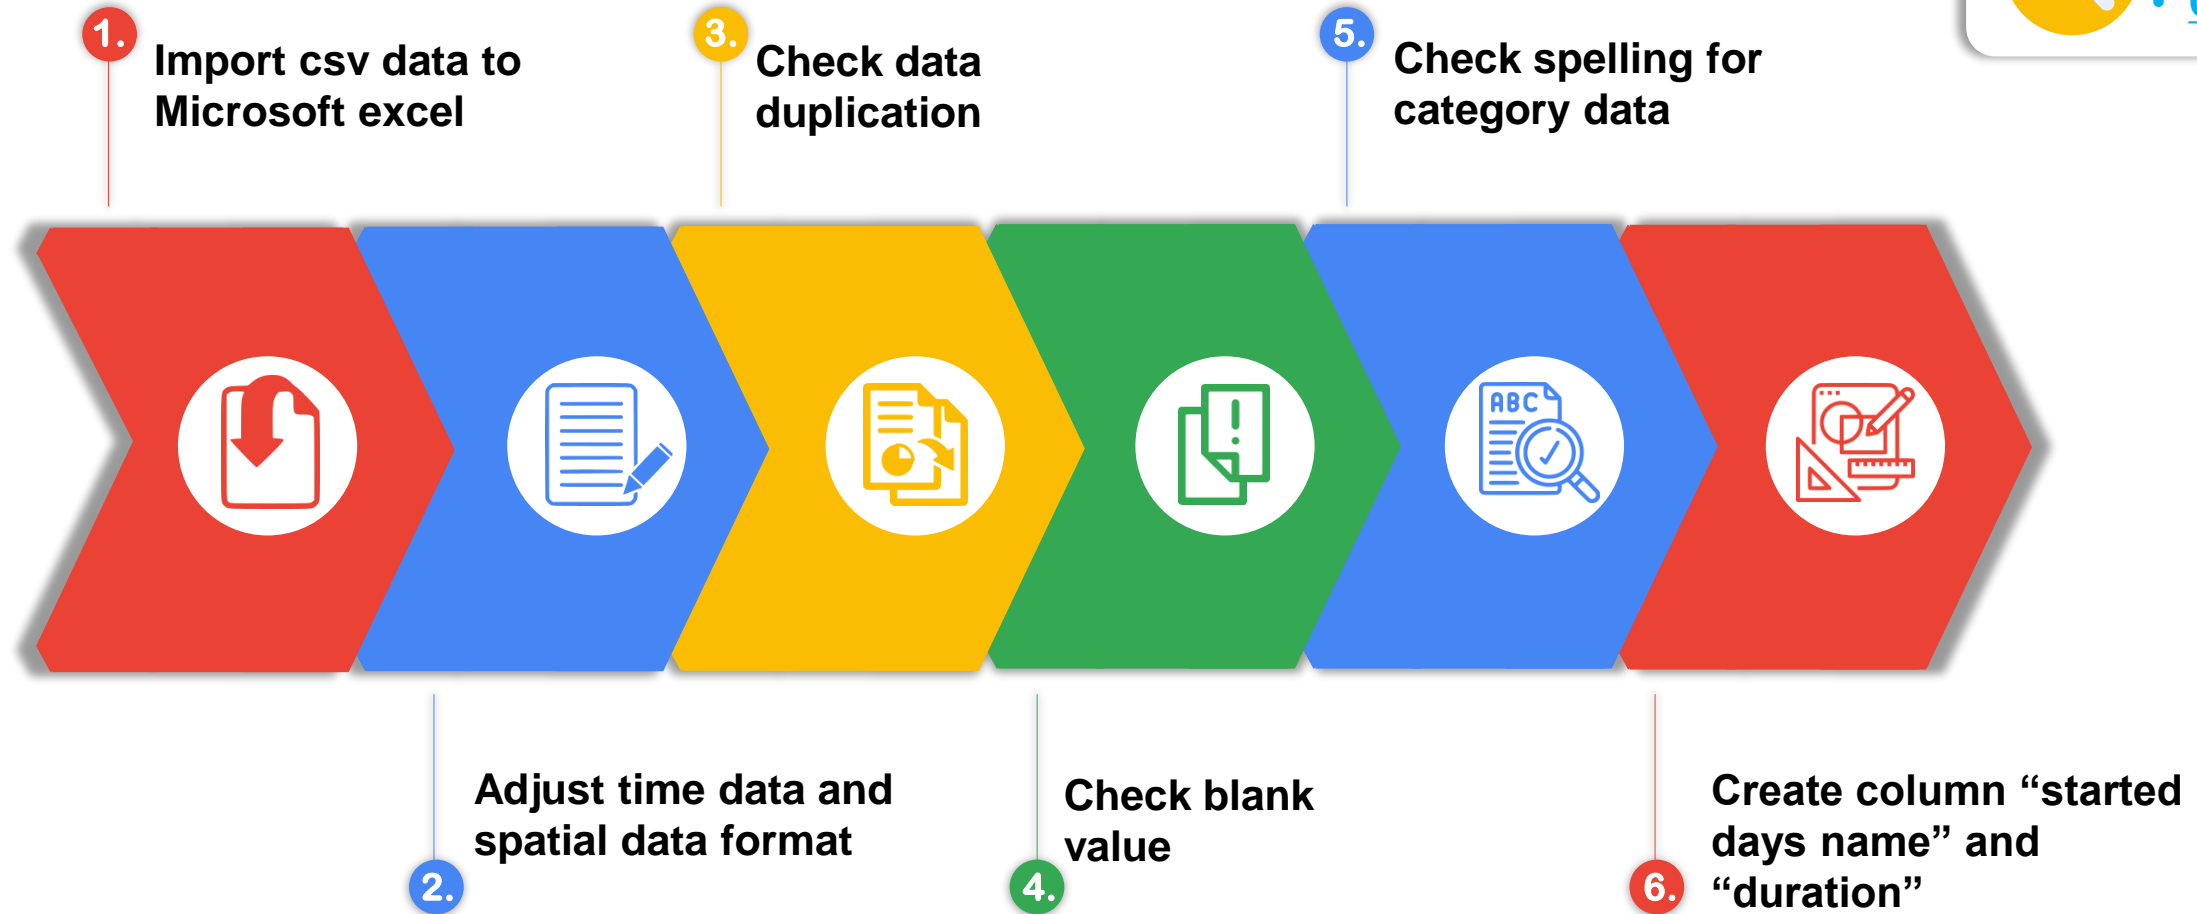 1.
Import csv data to
Microsoft excel
2.
Adjust time data and
spatial data format
3.
Check data
duplication
4.
Check blank
value
5.
Check spelling for
category data
ABC
6.
Create column “started
days name” and
“duration”